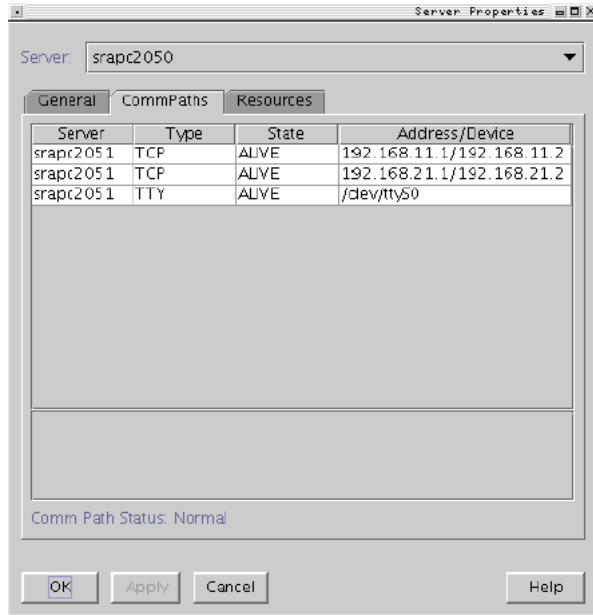 Server Properties
Server: srapc2050
General CommPaths Resources
Server Type State Address/Device
srapc2051 TCP ALIVE 192.168.11.1/192.168.11.2
srapc2051 TCP ALIVE 192.168.21.1/192.168.21.2
srapc2051 TTY ALIVE /dev/ttyS0
Comm Path Status: Normal
OK Apply Cancel Help